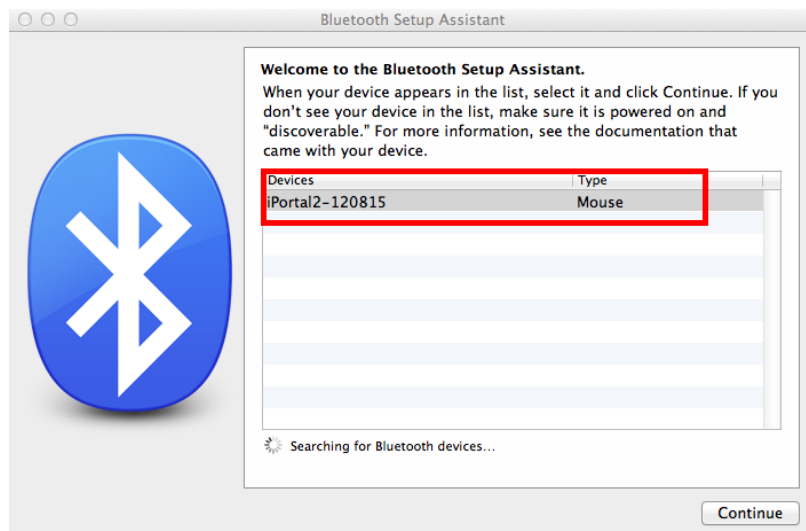 Bluetooth Setup Assistant
Welcome to the Bluetooth Setup Assistant.
When your device appears in the list, select it and click Continue. If you
don't see your device in the list, make sure it is powered on and
"discoverable." For more information, see the documentation that
came with your device.
Devices Type
iPortal2-120815 Mouse
Searching for Bluetooth devices...
Continue